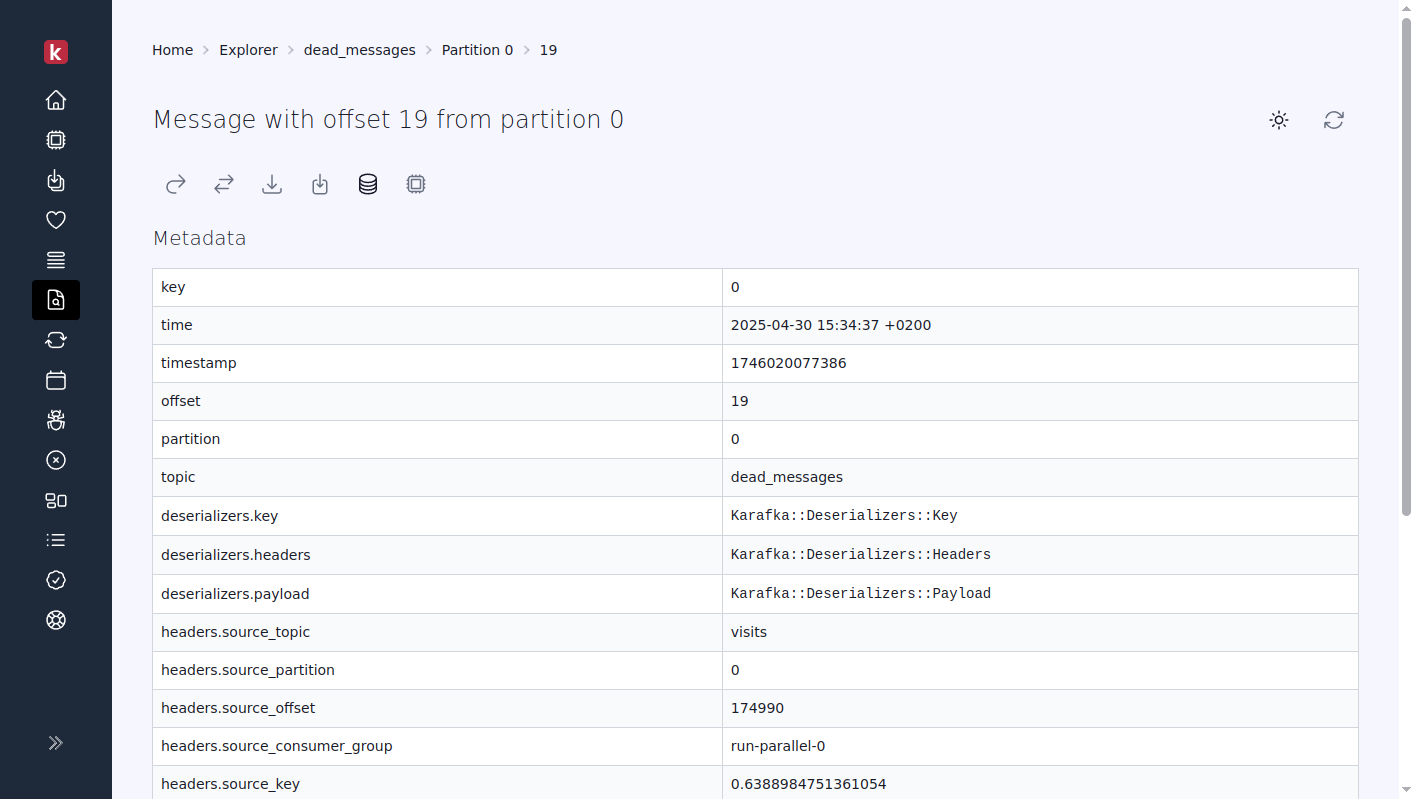 k
Home Explorer dead_messages Partition 0 19
Message with offset 19 from partition 0
Metadata
key 0
time 2025-04-30 15:34:37 +0200
timestamp 1746020077386
offset 19
partition 0
topic dead_messages
deserializers.key Karafka::Deserializers::Key
deserializers.headers Karafka::Deserializers::Headers
deserializers.payload Karafka::Deserializers::Payload
headers.source_topic visits
headers.source_partition 0
headers.source_offset 174990
headers.source_consumer_group run-parallel-0
headers.source_key 0.6388984751361054